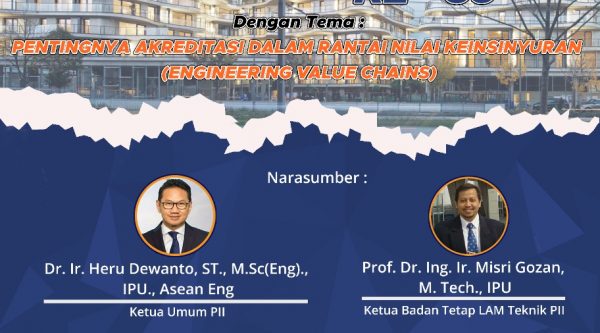 Dengan Tema :
PENTINGNYA AKREDITASI DALAM RANTAI NILAI KEINSINYURAN
(ENGINEERING VALUE CHAINS)
Narasumber :
Dr. Ir. Heru Dewanto, ST., M.Sc(Eng).,
IPU., Asean Eng
Ketua Umum PII
Prof. Dr. Ing. Ir. Misri Gozan,
M. Tech., IPU
Ketua Badan Tetap LAM Teknik PII